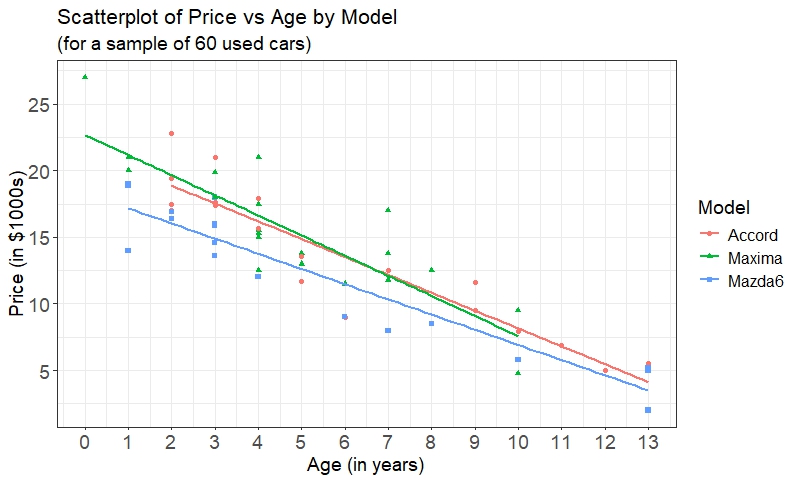 Scatterplot of Price vs Age by Model
(for a sample of 60 used cars)
Price (in $1000s)
25
20
15
10
5
0 1 2 3 4 5 6 7 8 9 10 11 12 13
Age (in years)
Model
Accord
Maxima
Mazda6